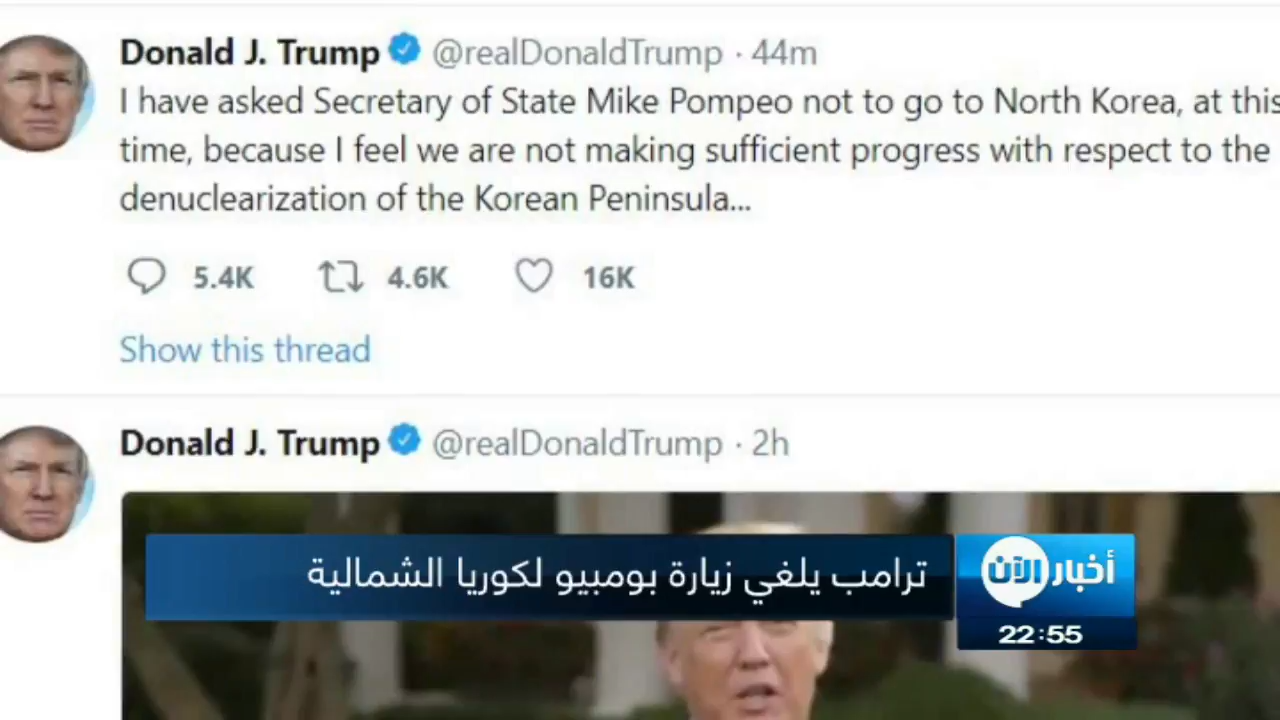 Donald J. Trump @realDonaldTrump · 44m
I have asked Secretary of State Mike Pompeo not to go to North Korea, at this
time, because I feel we are not making sufficient progress with respect to the
denuclearization of the Korean Peninsula...
5.4K 4.6K 16K
Show this thread
Donald J. Trump @realDonaldTrump · 2h
ترامب يلغي زيارة بومبيو لكوريا الشمالية
أخبار الآن
22:55